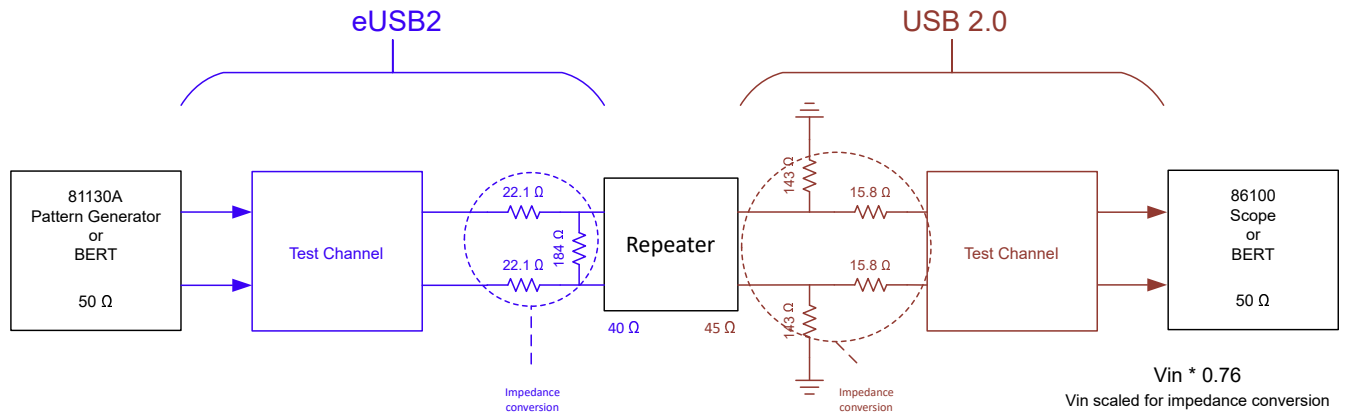 eUSB2
USB 2.0
81130A
Pattern Generator
or
BERT
50 Ω
Test Channel
22.1 Ω
184 Ω
22.1 Ω
Repeater
40 Ω
45 Ω
143 Ω
15.8 Ω
15.8 Ω
143 Ω
Test Channel
86100
Scope
or
BERT
50 Ω
Impedance
conversion
Impedance
conversion
Vin * 0.76
Vin scaled for impedance conversion